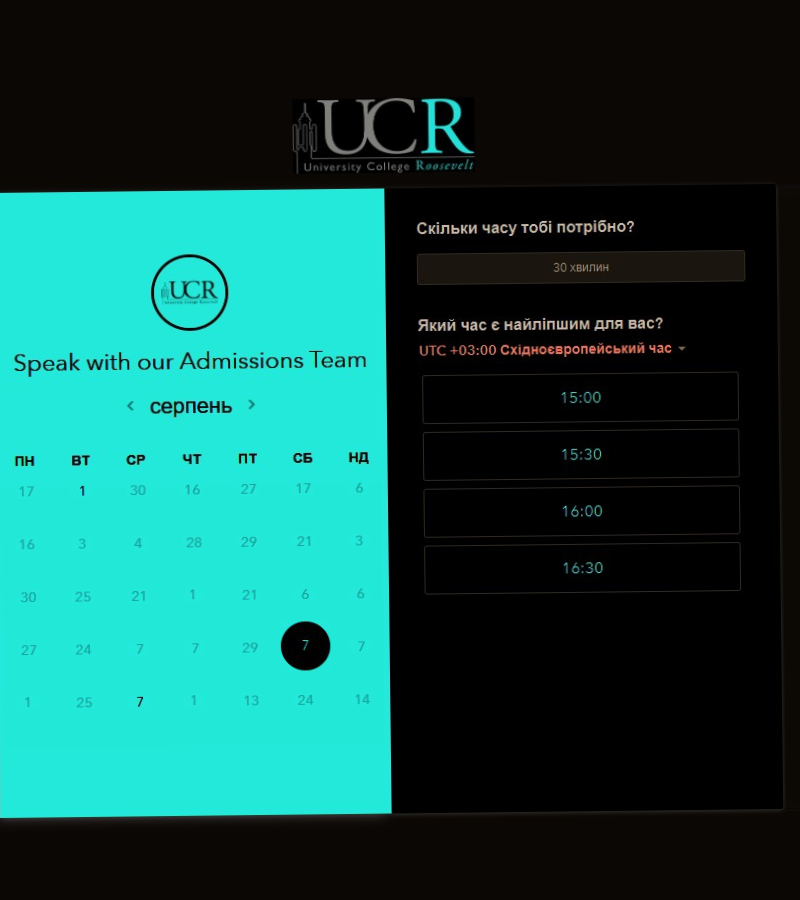 UCR
University College Roosevelt
UCR
Speak with our Admissions Team
серпень
ПН ВТ СР ЧТ ПТ СБ НД
17 1 30 16 27 17 6
16 3 4 28 29 21 3
30 25 21 1 21 6 6
27 24 7 7 29 7 7
1 25 7 1 13 24 14
Скільки часу тобі потрібно?
30 хвилин
Який час є найліпшим для вас?
UTC +03:00 Східноєвропейський час
15:00
15:30
16:00
16:30